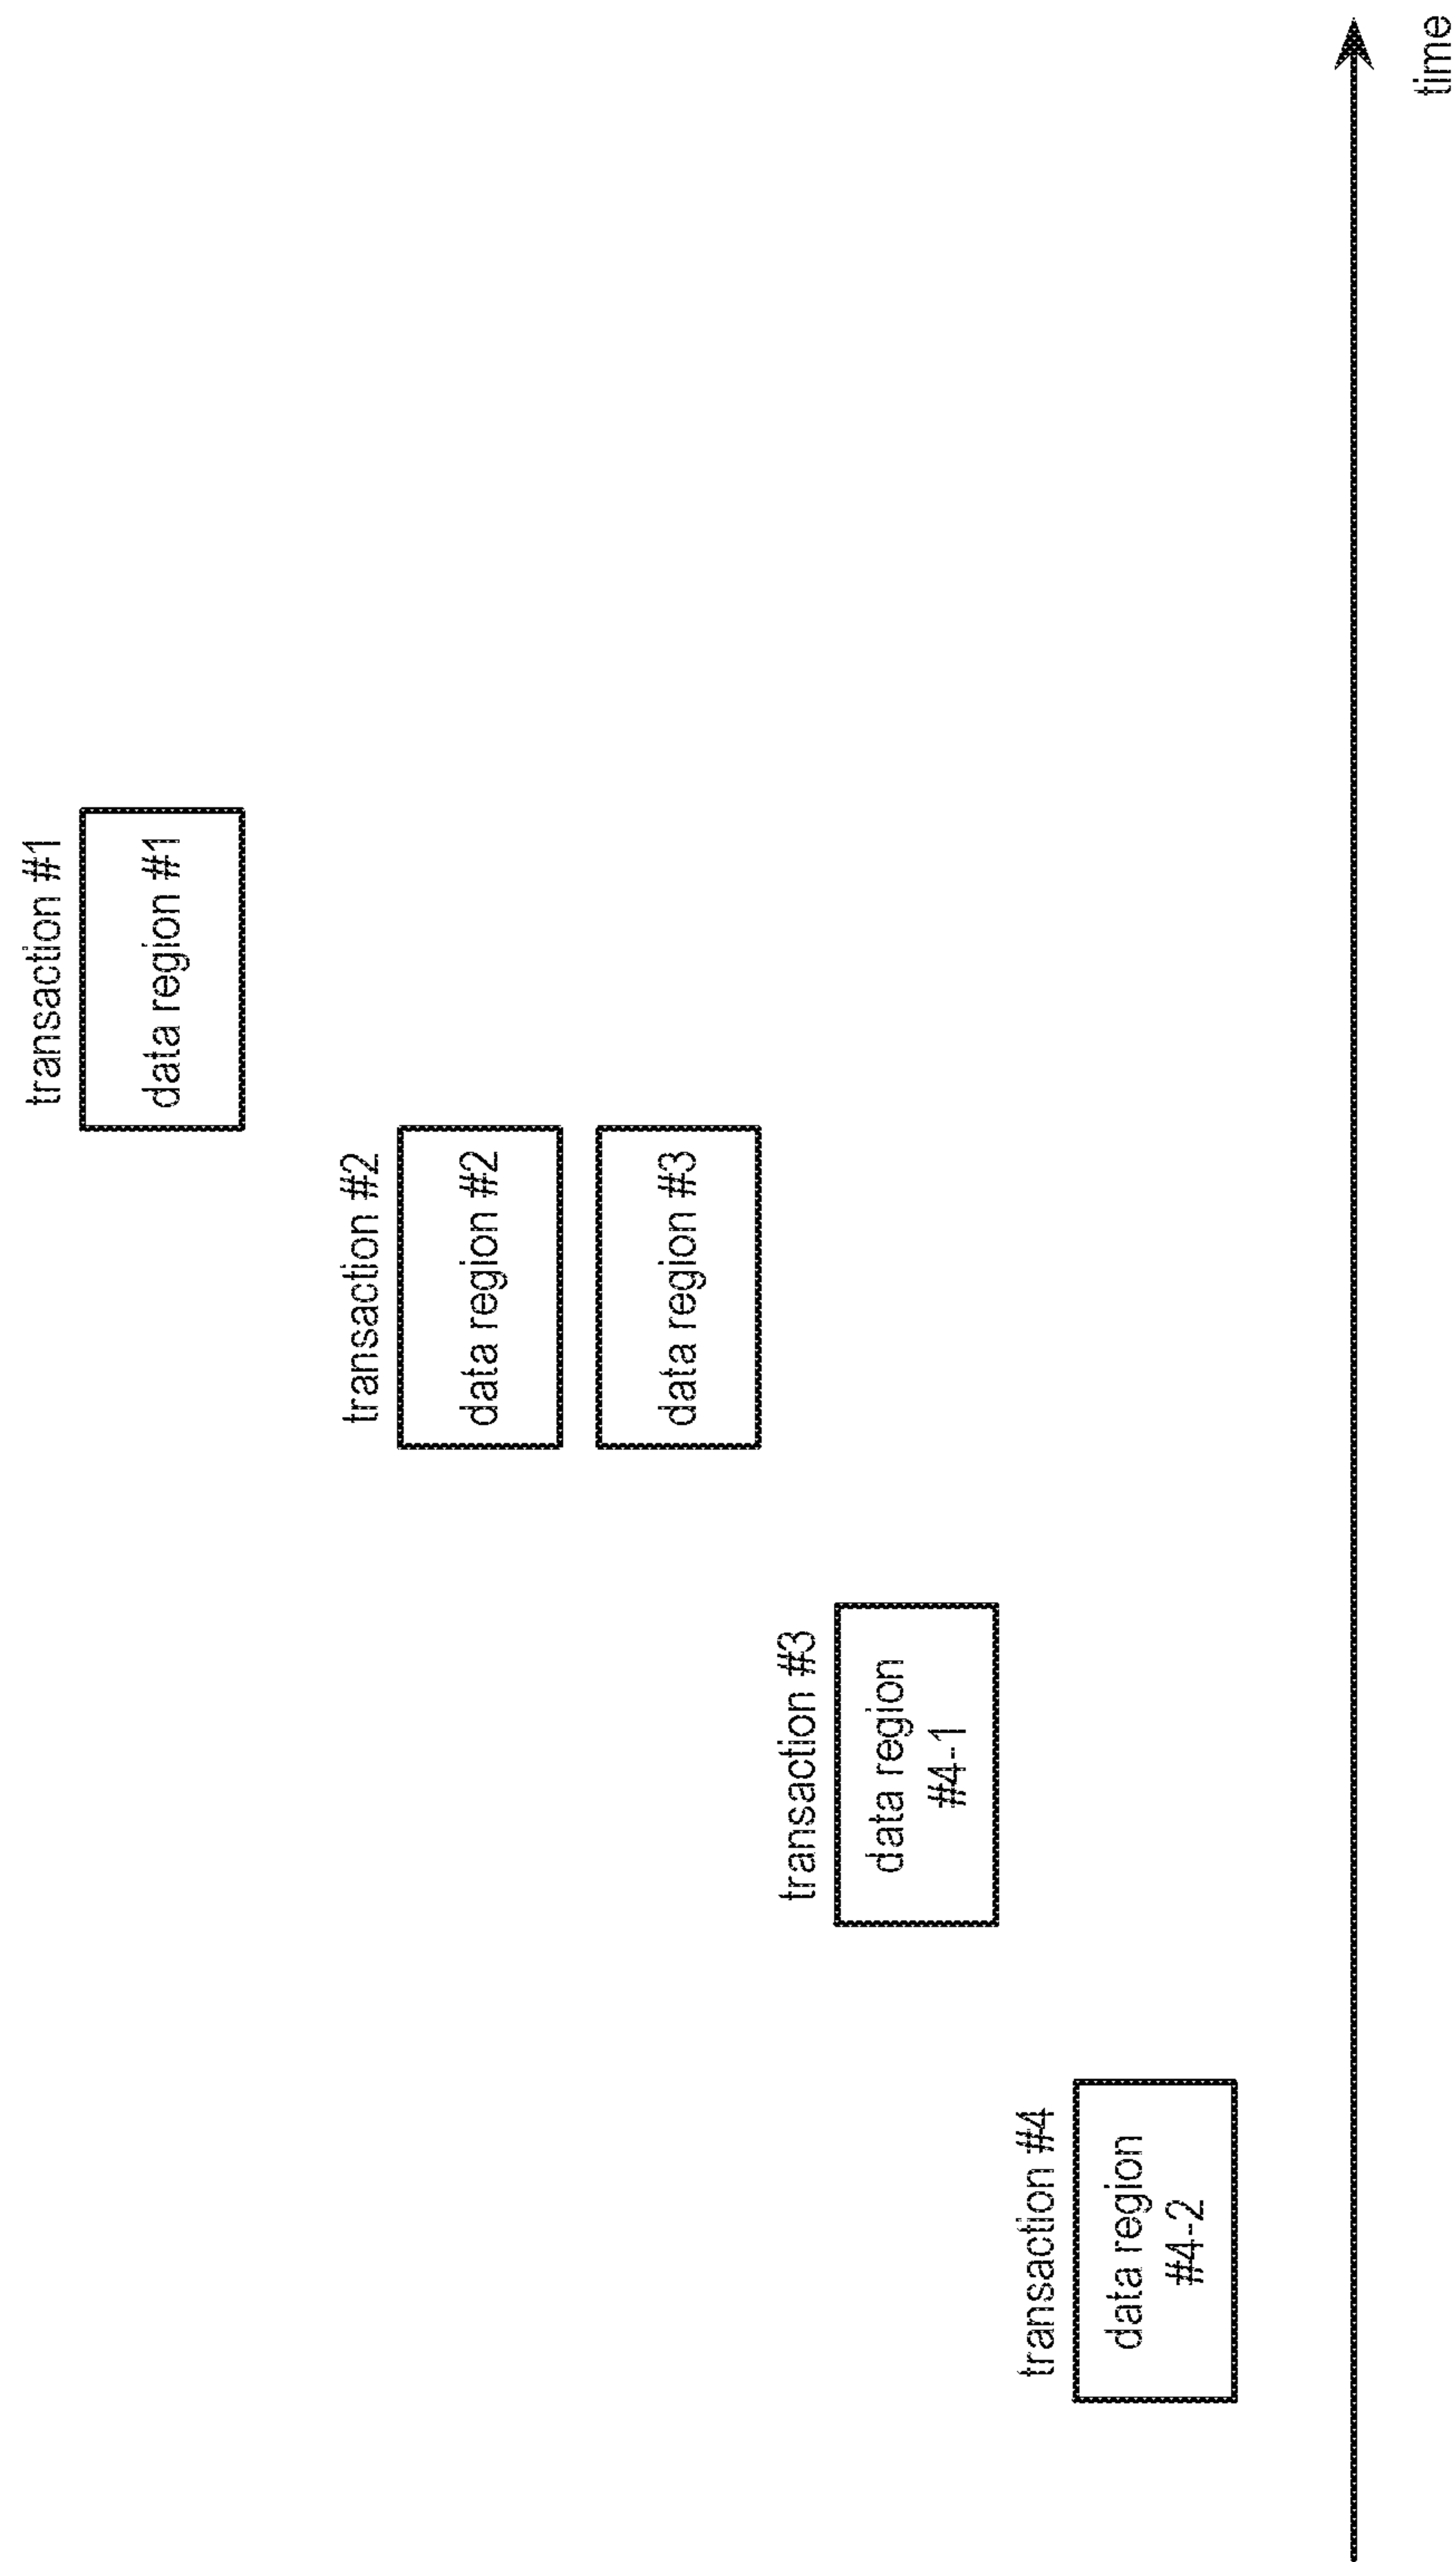 transaction #1
data region #1
transaction #2
data region #2
data region #3
transaction #3
data region
#4-1
transaction #4
data region
#4-2
time